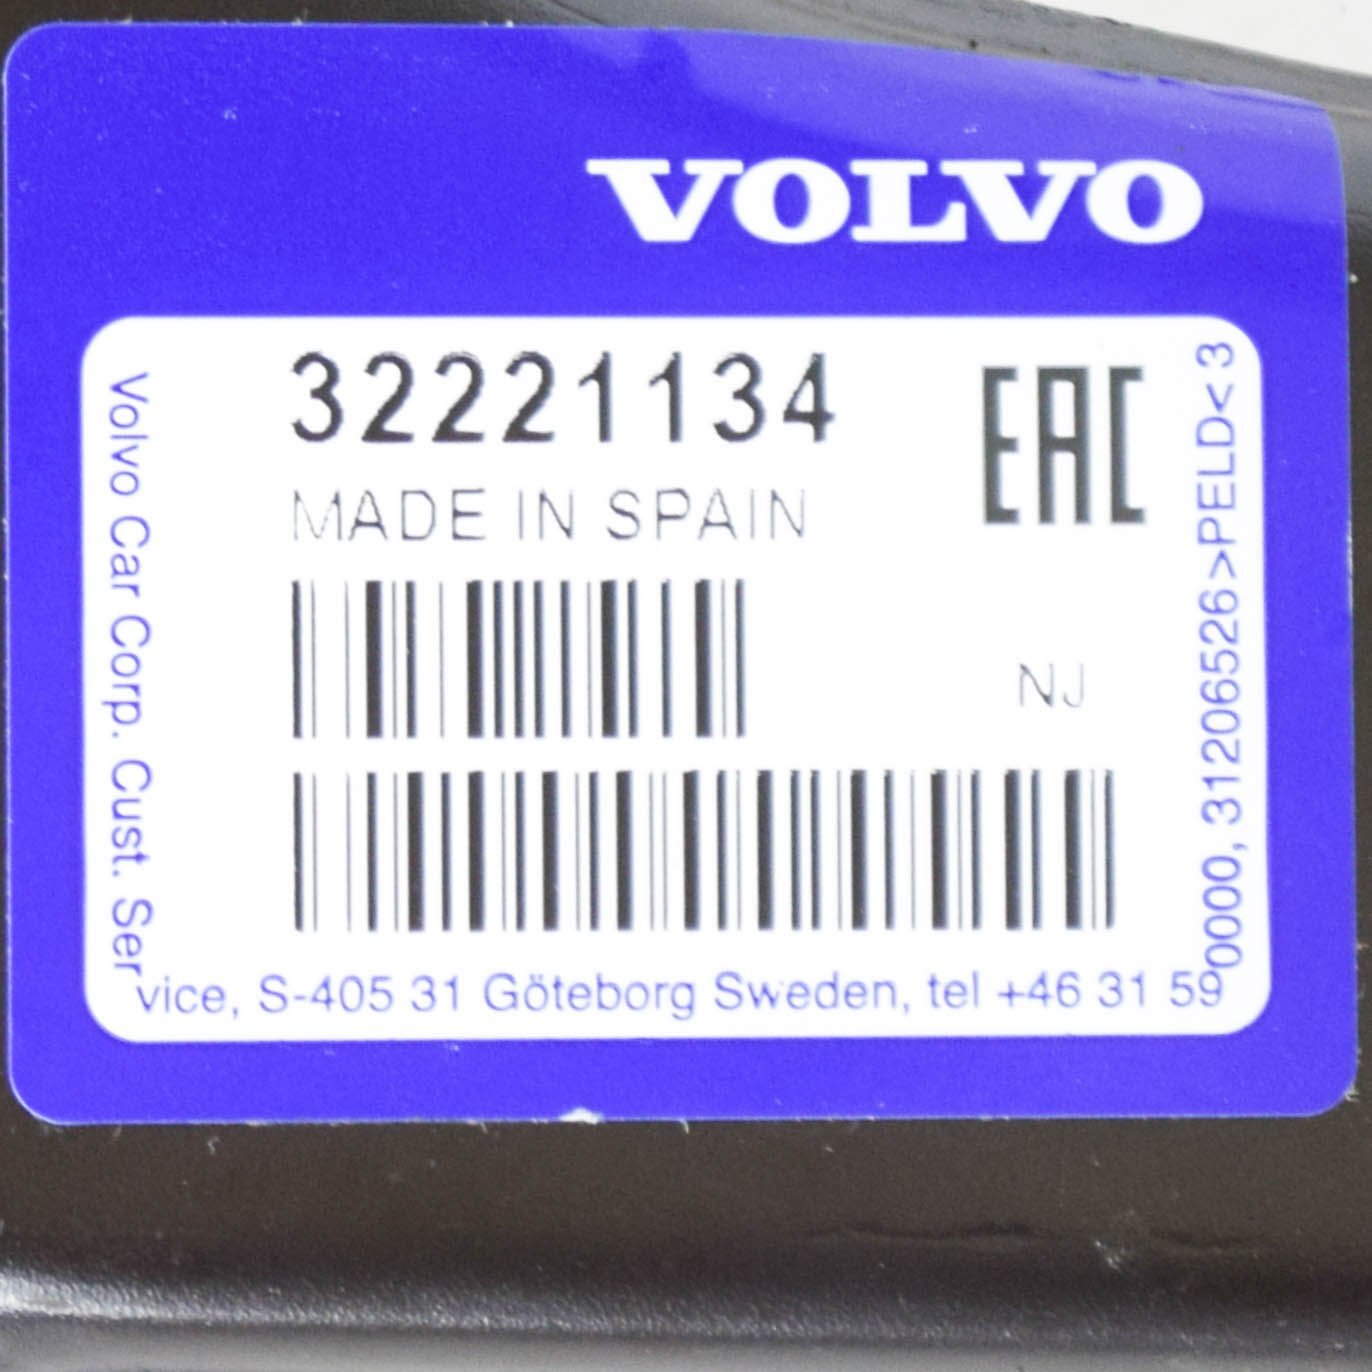 VOLVO
32221134
EAC
MADE IN SPAIN
NJ
Volvo Car Corp. Cust. Service, S-405 31 Göteborg Sweden, tel +46 31 590000, 31206526>PELD<3